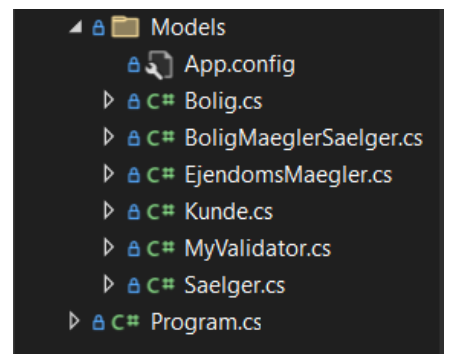 Models
App.config
C# Bolig.cs
C# BoligMaeglerSaelger.cs
C# EjendomsMaegler.cs
C# Kunde.cs
C# MyValidator.cs
C# Saelger.cs
C# Program.cs